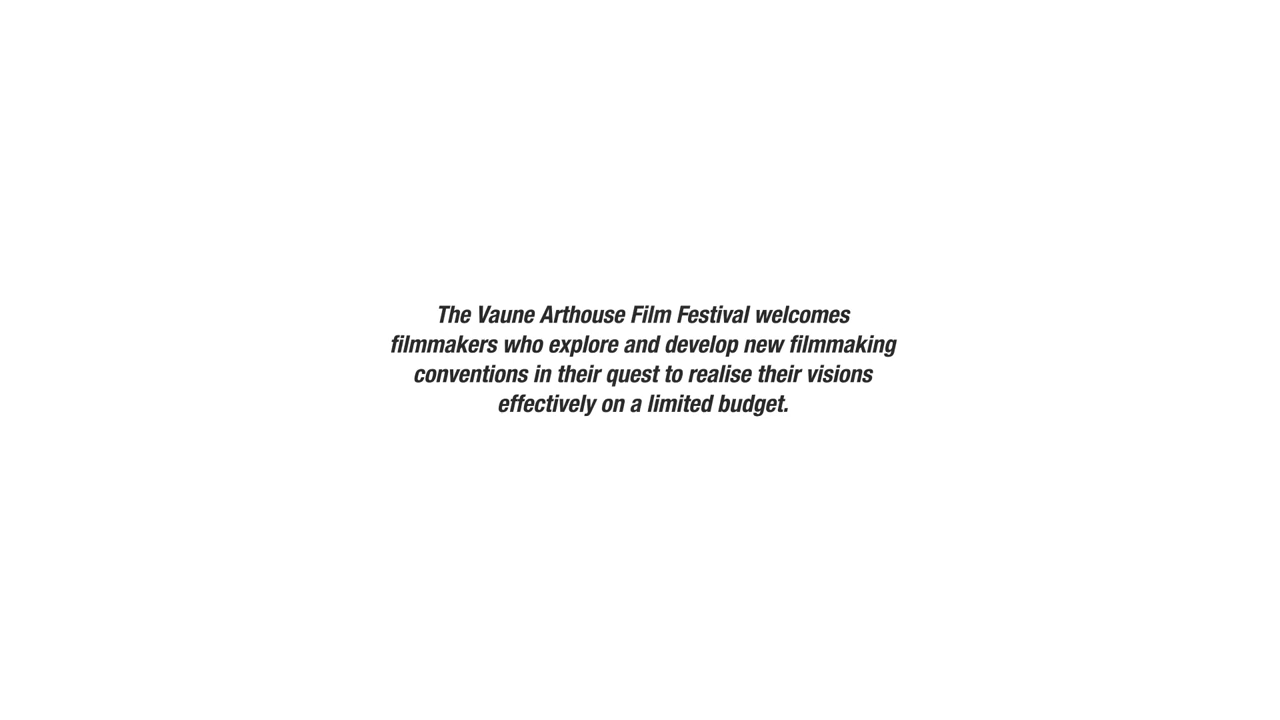 The Vaune Arthouse Film Festival welcomes
filmmakers who explore and develop new filmmaking
conventions in their quest to realise their visions
effectively on a limited budget.